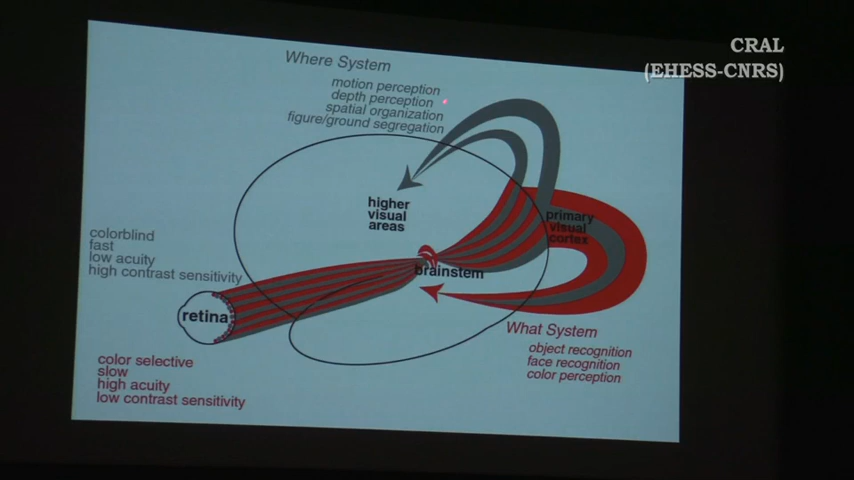 CRAL
(EHESS-CNRS)
Where System
motion perception
depth perception
spatial organization
figure/ground segregation
higher
visual
areas
primary
visual
cortex
colorblind
fast
low acuity
high contrast sensitivity
brainstem
retina
What System
object recognition
face recognition
color perception
color selective
slow
high acuity
low contrast sensitivity